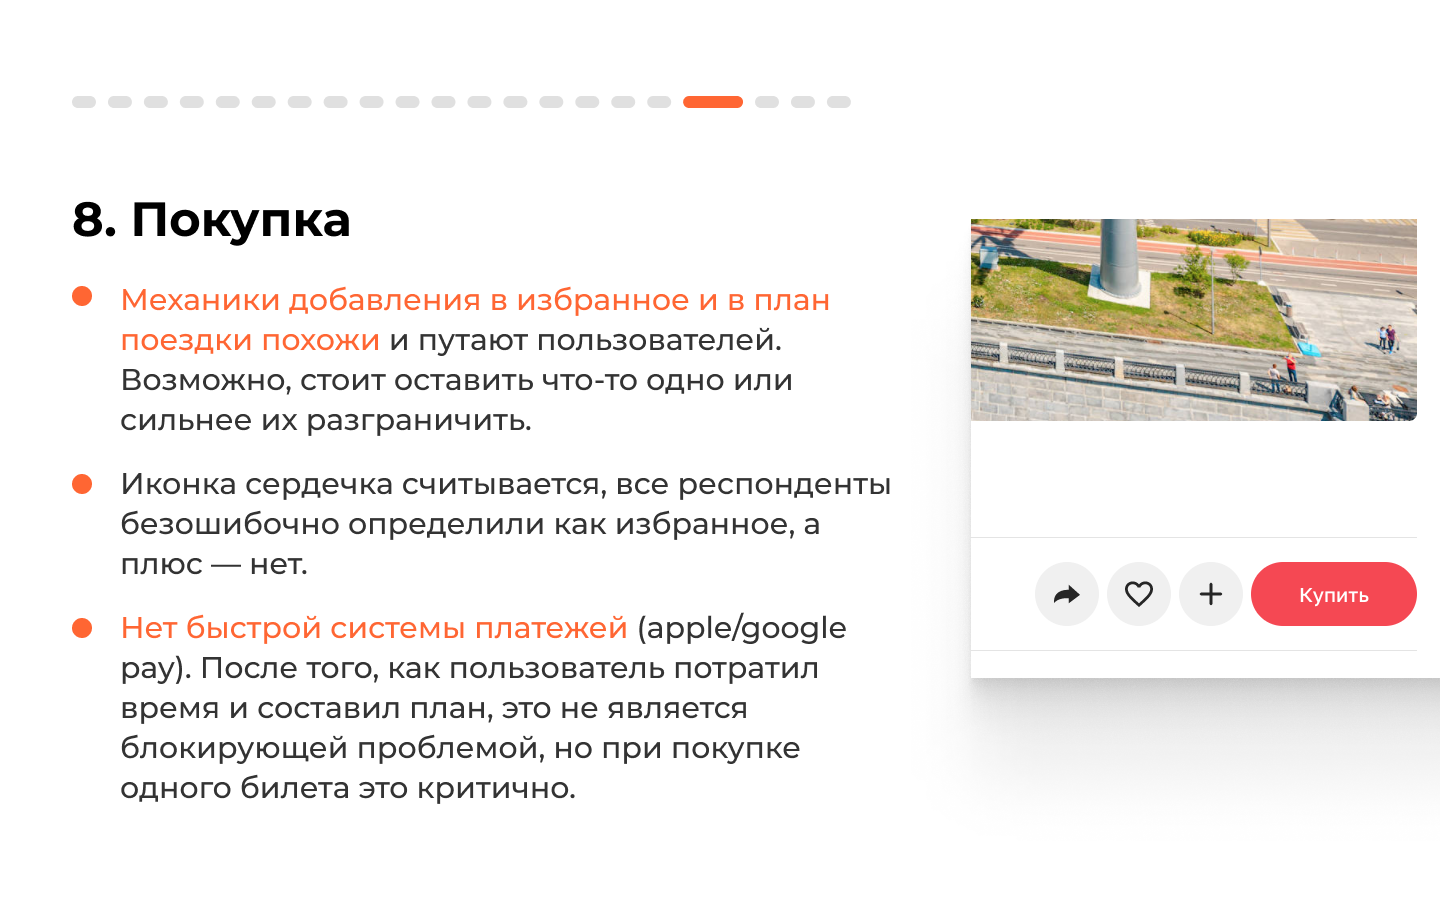 8. Покупка
Механики добавления в избранное и в план
поездки похожи и путают пользователей.
Возможно, стоит оставить что-то одно или
сильнее их разграничить.
Иконка сердечка считывается, все респонденты
безошибочно определили как избранное, а
плюс — нет.
Нет быстрой системы платежей (apple/google
pay). После того, как пользователь потратил
время и составил план, это не является
блокирующей проблемой, но при покупке
одного билета это критично.
Купить